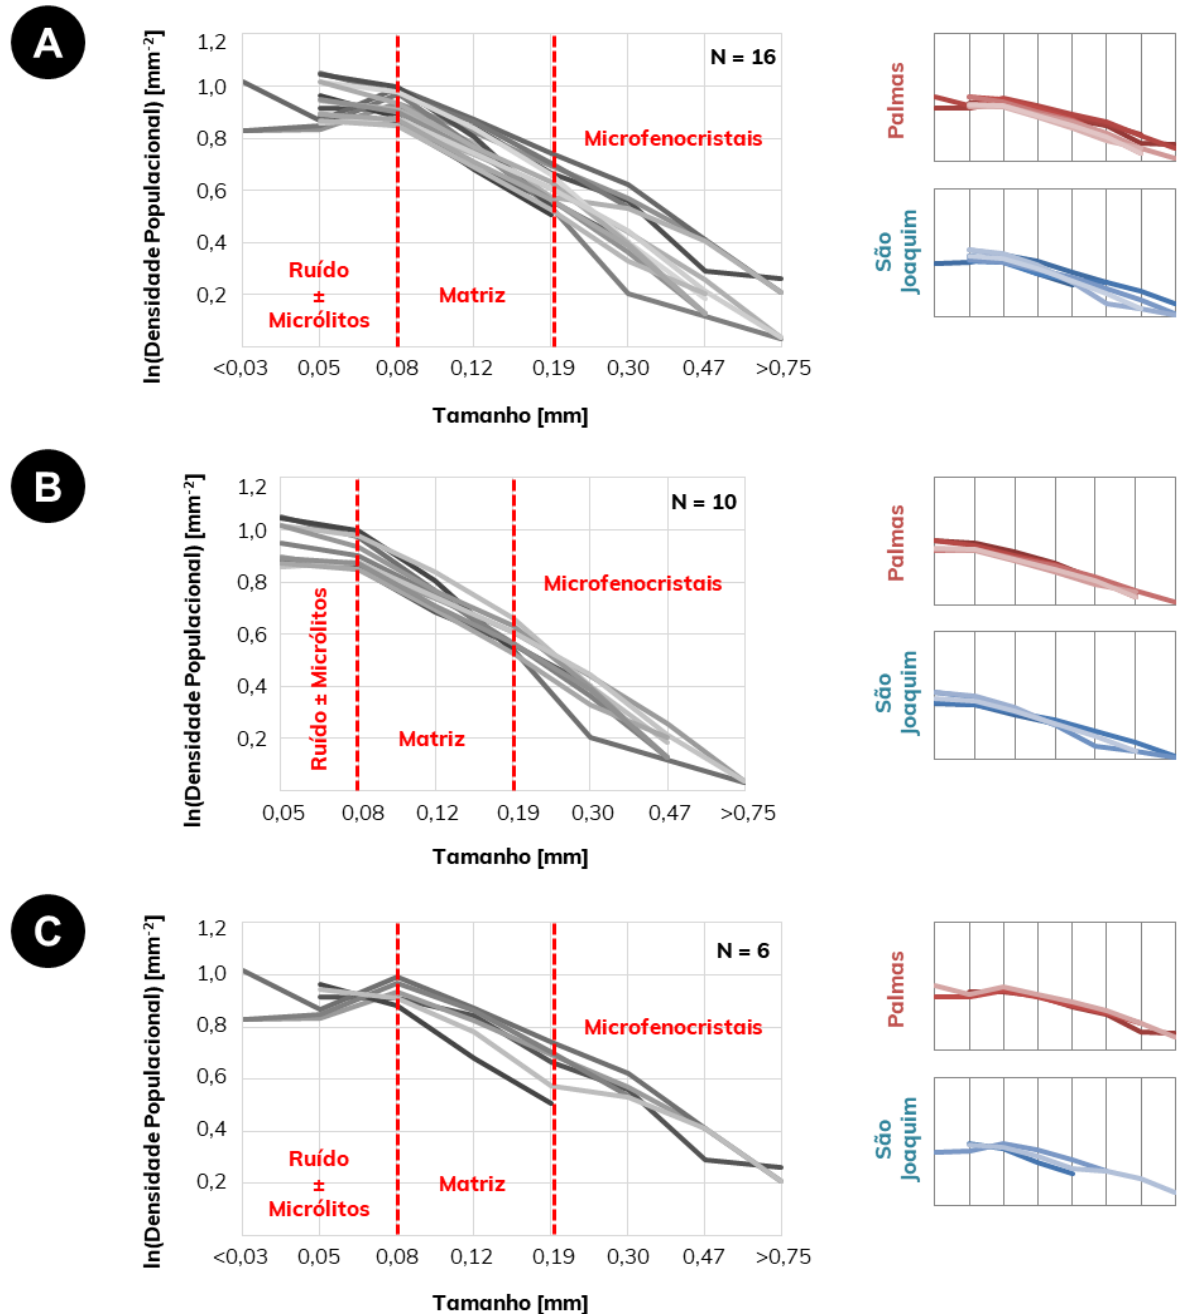 A
ln(Densidade Populacional) [mm⁻²]
1,2
1,0
0,8
0,6
0,4
0,2
N = 16
Microfenocristais
Ruído
±
Micrólitos
Matriz
<0,03 0,05 0,08 0,12 0,19 0,30 0,47 >0,75
Tamanho [mm]
Palmas
São
Joaquim
B
ln(Densidade Populacional) [mm⁻²]
1,2
1,0
0,8
0,6
0,4
0,2
N = 10
Microfenocristais
Ruído ± Micrólitos
Matriz
0,05 0,08 0,12 0,19 0,30 0,47 >0,75
Tamanho [mm]
Palmas
São
Joaquim
C
ln(Densidade Populacional) [mm⁻²]
1,2
1,0
0,8
0,6
0,4
0,2
N = 6
Microfenocristais
Ruído
±
Micrólitos
Matriz
<0,03 0,05 0,08 0,12 0,19 0,30 0,47 >0,75
Tamanho [mm]
Palmas
São
Joaquim